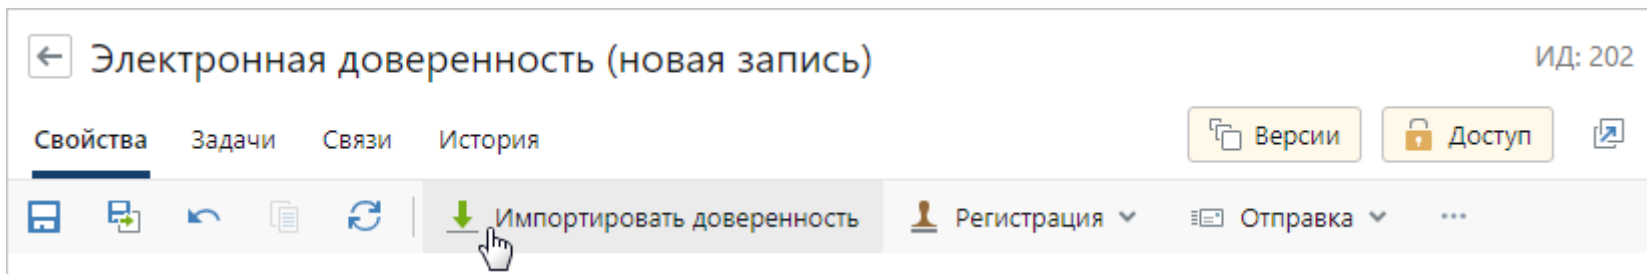 Электронная доверенность (новая запись) ИД: 202
Свойства Задачи Связи История Версии Доступ
Импортировать доверенность Регистрация Отправка ...